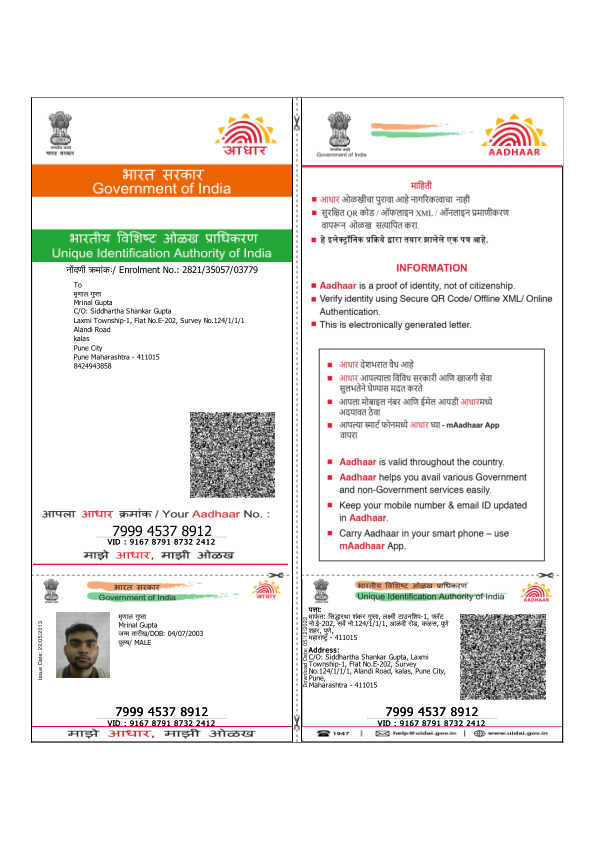 भारत सरकार
आधार
भारत सरकार
Government of India
भारतीय विशिष्ट ओळख प्राधिकरण
Unique Identification Authority of India
नोंदणी क्रमांकः/ Enrolment No.: 2821/35057/03779
To
मृणाल गुप्ता
Mrinal Gupta
C/O: Siddhartha Shankar Gupta
Laxmi Township-1, Flat No.E-202, Survey No.124/1/1/1
Alandi Road
kalas
Pune City
Pune Maharashtra - 411015
8424943858
आपला आधार क्रमांक / Your Aadhaar No. :
7999 4537 8912
VID : 9167 8791 8732 2412
माझे आधार, माझी ओळख
Government of India
AADHAAR
माहिती
आधार ओळखीचा पुरावा आहे नागरिकत्वाचा नाही
सुरक्षित QR कोड / ऑफलाइन XML / ऑनलाइन प्रमाणीकरण
वापरून ओळख सत्यापित करा.
हे इलेक्ट्रॉनिक प्रक्रिये द्वारा तयार झालेले एक पत्र आहे.
INFORMATION
Aadhaar is a proof of identity, not of citizenship.
Verify identity using Secure QR Code/ Offline XML/ Online
Authentication.
This is electronically generated letter.
आधार देशभरात वैध आहे
आधार आपल्याला विविध सरकारी आणि खाजगी सेवा
सुलभतेने घेण्यास मदत करते
आपला मोबाइल नंबर आणि ईमेल आयडी आधारमध्ये
अदयावत ठेवा
आपल्या स्मार्ट फोनमध्ये आधार घ्या - mAadhaar App
वापरा
Aadhaar is valid throughout the country.
Aadhaar helps you avail various Government
and non-Government services easily.
Keep your mobile number & email ID updated
in Aadhaar.
Carry Aadhaar in your smart phone – use
mAadhaar App.
भारत सरकार
Government of India
आधार
Issue Date: 22/05/2013
मृणाल गुप्ता
Mrinal Gupta
जन्म तारीख/DOB: 04/07/2003
पुरुष/ MALE
7999 4537 8912
VID : 9167 8791 8732 2412
माझे आधार, माझी ओळख
भारतीय विशिष्ट ओळख प्राधिकरण
Unique Identification Authority of India
AADHAAR
पत्ता:
मार्फत: सिद्धारथा शंकर गुप्ता, लक्ष्मी टाउनशिप-1, फ्लॅट
नो.ई-202, सर्वे नो.124/1/1/1, आळंदी रोड, कळस, पुणे
शहर, पुणे,
महाराष्ट्र - 411015
Address:
C/O: Siddhartha Shankar Gupta, Laxmi
Township-1, Flat No.E-202, Survey
No.124/1/1/1, Alandi Road, kalas, Pune City,
Pune,
Maharashtra - 411015
7999 4537 8912
VID : 9167 8791 8732 2412
1947 | help@uidai.gov.in | www.uidai.gov.in